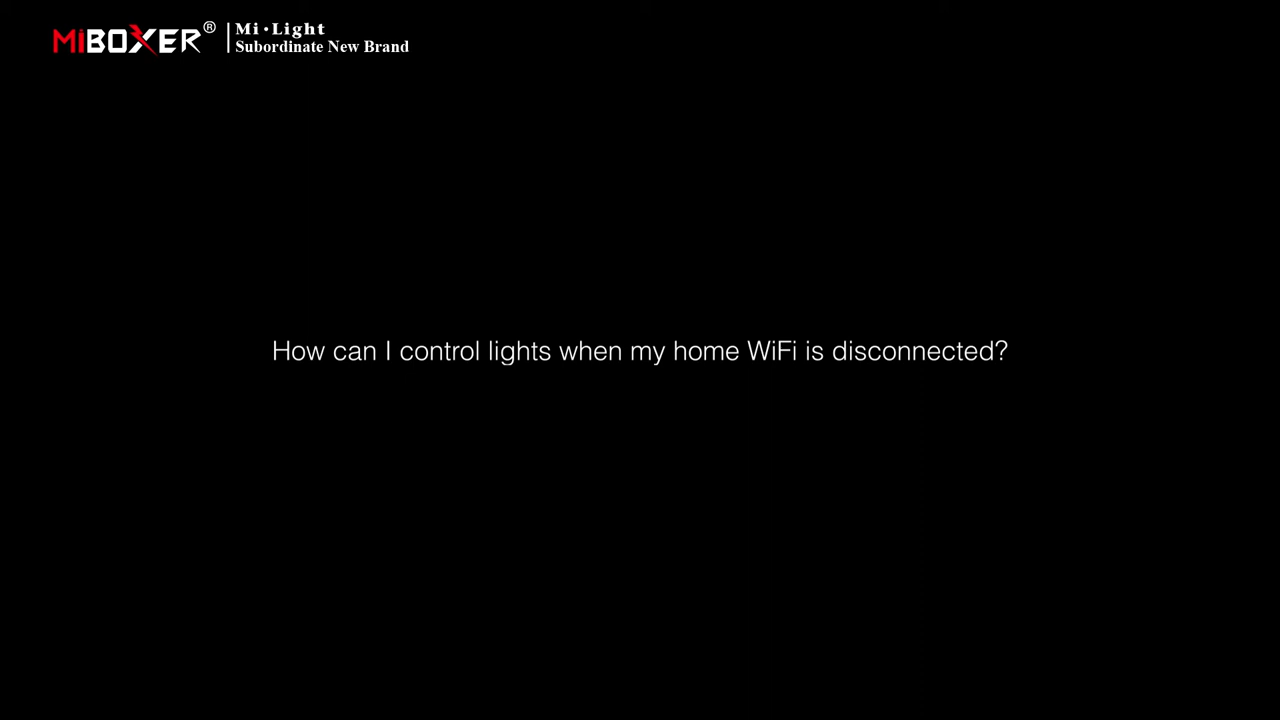 MiBOXER®
Mi·Light
Subordinate New Brand
How can I control lights when my home WiFi is disconnected?